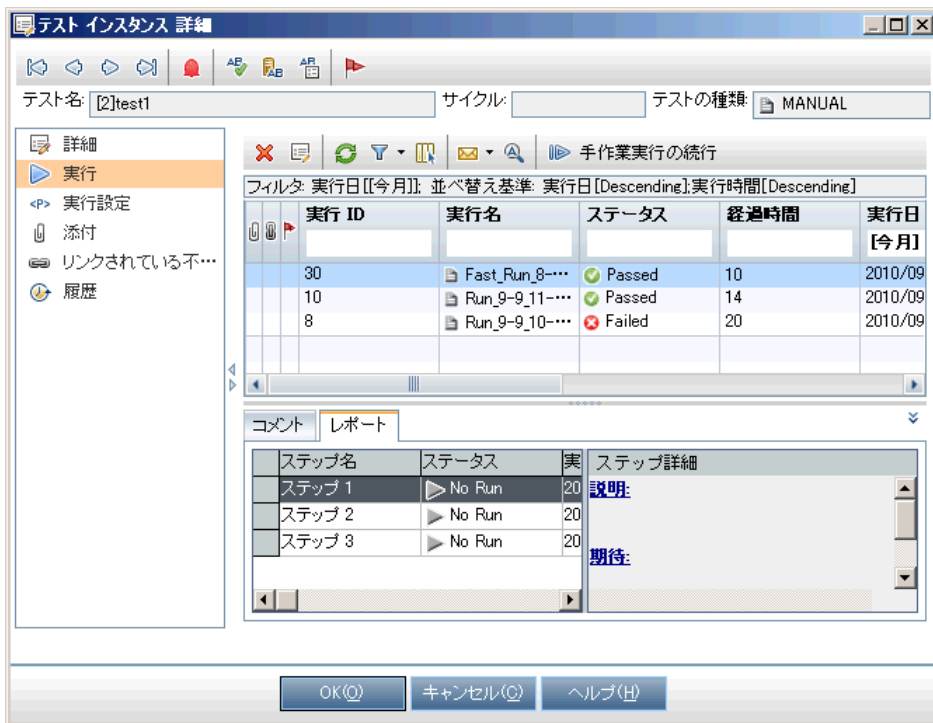 テスト インスタンス 詳細
テスト名: [2]test1 サイクル: テストの種類: MANUAL
詳細
実行
<P> 実行設定
添付
リンクされている不…
履歴
手作業実行の続行
フィルタ: 実行日[[今月]]; 並べ替え基準: 実行日[Descending];実行時間[Descending]
実行 ID 実行名 ステータス 経過時間 実行日
[今月]
30 Fast_Run_8-… Passed 10 2010/09
10 Run_9-9_11-… Passed 14 2010/09
8 Run_9-9_10-… Failed 20 2010/09
コメント レポート
ステップ名 ステータス 実 ステップ詳細
ステップ 1 No Run 20 説明:
ステップ 2 No Run 20
ステップ 3 No Run 20
期待:
OK(O) キャンセル(C) ヘルプ(H)